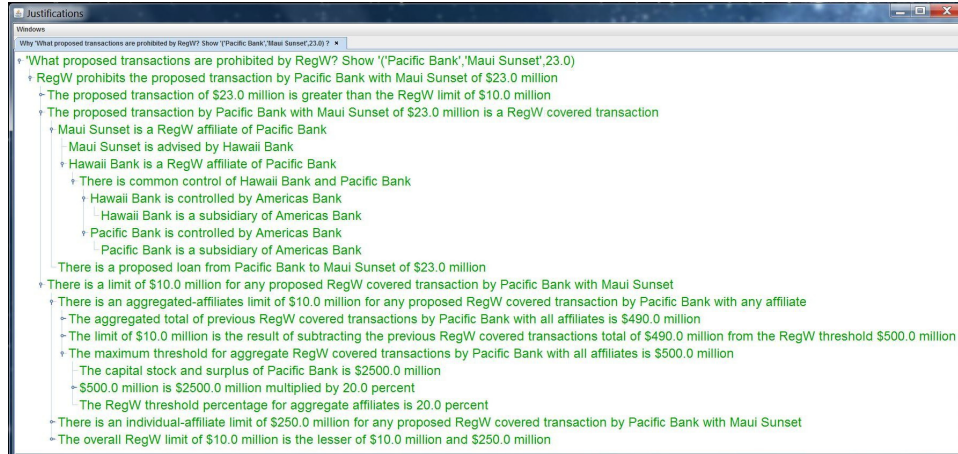 Justifications
Windows
Why 'What proposed transactions are prohibited by RegW? Show '('Pacific Bank','Maui Sunset',23.0) ?
'What proposed transactions are prohibited by RegW? Show '('Pacific Bank','Maui Sunset',23.0)
RegW prohibits the proposed transaction by Pacific Bank with Maui Sunset of $23.0 million
The proposed transaction of $23.0 million is greater than the RegW limit of $10.0 million
The proposed transaction by Pacific Bank with Maui Sunset of $23.0 million is a RegW covered transaction
Maui Sunset is a RegW affiliate of Pacific Bank
Maui Sunset is advised by Hawaii Bank
Hawaii Bank is a RegW affiliate of Pacific Bank
There is common control of Hawaii Bank and Pacific Bank
Hawaii Bank is controlled by Americas Bank
Hawaii Bank is a subsidiary of Americas Bank
Pacific Bank is controlled by Americas Bank
Pacific Bank is a subsidiary of Americas Bank
There is a proposed loan from Pacific Bank to Maui Sunset of $23.0 million
There is a limit of $10.0 million for any proposed RegW covered transaction by Pacific Bank with Maui Sunset
There is an aggregated-affiliates limit of $10.0 million for any proposed RegW covered transaction by Pacific Bank with any affiliate
The aggregated total of previous RegW covered transactions by Pacific Bank with all affiliates is $490.0 million
The limit of $10.0 million is the result of subtracting the previous RegW covered transactions total of $490.0 million from the RegW threshold $500.0 million
The maximum threshold for aggregate RegW covered transactions by Pacific Bank with all affiliates is $500.0 million
The capital stock and surplus of Pacific Bank is $2500.0 million
$500.0 million is $2500.0 million multiplied by 20.0 percent
The RegW threshold percentage for aggregate affiliates is 20.0 percent
There is an individual-affiliate limit of $250.0 million for any proposed RegW covered transaction by Pacific Bank with Maui Sunset
The overall RegW limit of $10.0 million is the lesser of $10.0 million and $250.0 million